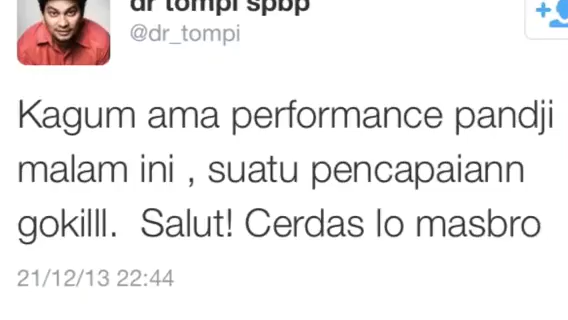 dr tompi spbp
@dr_tompi
Kagum ama performance pandji
malam ini , suatu pencapaiann
gokilll. Salut! Cerdas lo masbro
21/12/13 22:44